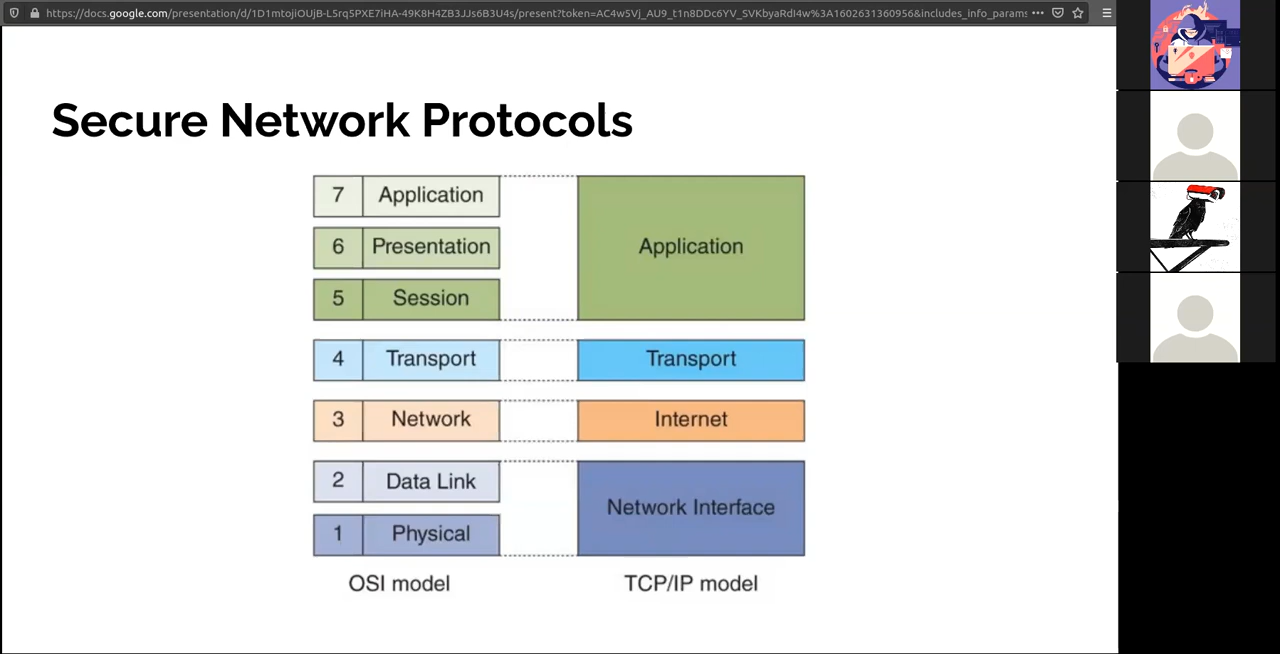 https://docs.google.com/presentation/d/1D1mtojiOUjB-LSrq5PXE7iHA-49K8H4ZB3JJs6B3U4s/present?token=AC4w5Vj_AU9_t1n8DDc6YV_SVKbyaRdI4w%3A1602631360956&includes_info_params
Secure Network Protocols
7 Application
6 Presentation
5 Session
Application
4 Transport
Transport
3 Network
Internet
2 Data Link
1 Physical
Network Interface
OSI model
TCP/IP model